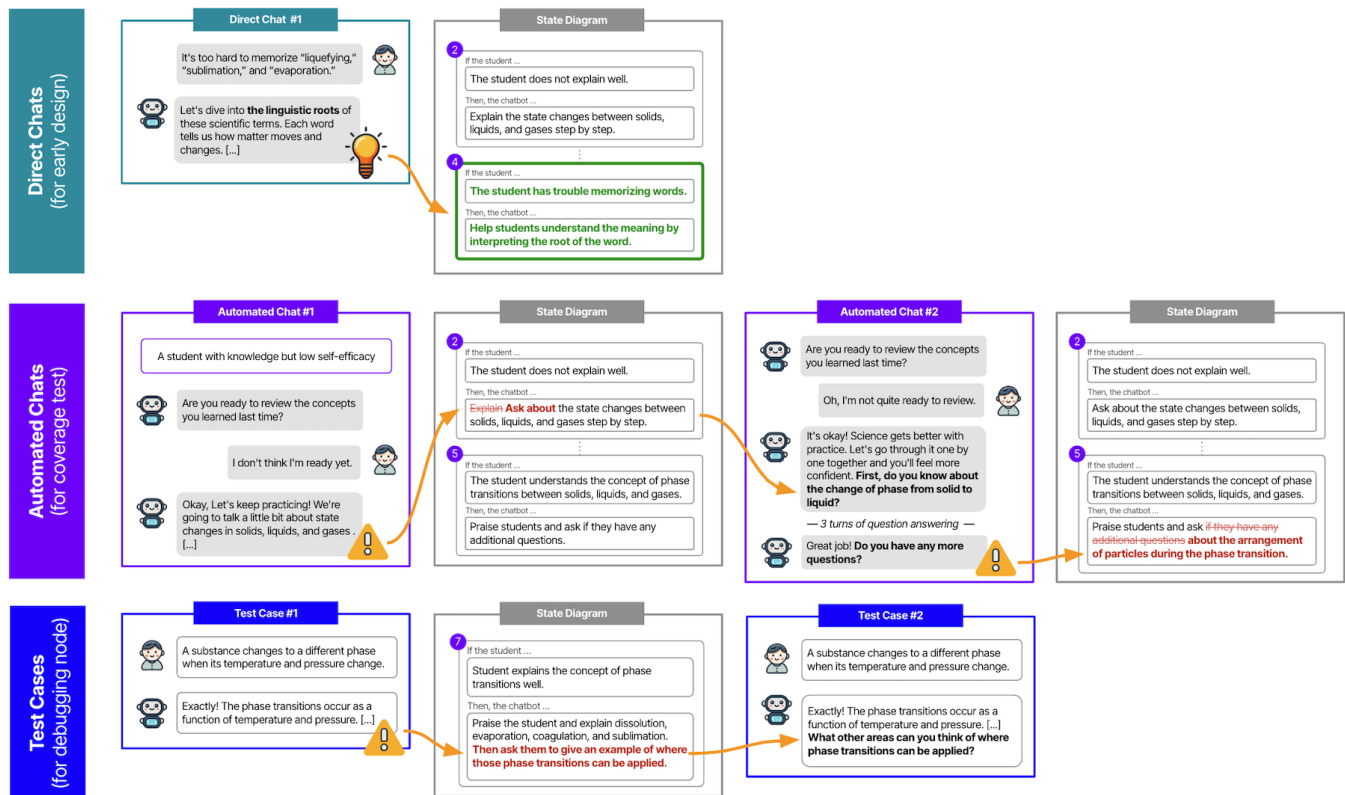 Direct Chats
(for early design)
Direct Chat #1
It's too hard to memorize “liquefying,”
“sublimation,” and “evaporation.”
Let's dive into the linguistic roots of
these scientific terms. Each word
tells us how matter moves and
changes. [...]
State Diagram
2
If the student ...
The student does not explain well.
Then, the chatbot ...
Explain the state changes between solids,
liquids, and gases step by step.
4
If the student ...
The student has trouble memorizing words.
Then, the chatbot ...
Help students understand the meaning by
interpreting the root of the word.
Automated Chats
(for coverage test)
Automated Chat #1
A student with knowledge but low self-efficacy
Are you ready to review the concepts
you learned last time?
I don't think I'm ready yet.
Okay, Let's keep practicing! We're
going to talk a little bit about state
changes in solids, liquids, and gases .
[...]
State Diagram
2
If the student ...
The student does not explain well.
Then, the chatbot ...
Explain Ask about the state changes between
solids, liquids, and gases step by step.
5
If the student ...
The student understands the concept of phase
transitions between solids, liquids, and gases.
Then, the chatbot ...
Praise students and ask if they have any
additional questions.
Automated Chat #2
Are you ready to review the concepts
you learned last time?
Oh, I'm not quite ready to review.
It's okay! Science gets better with
practice. Let's go through it one by
one together and you'll feel more
confident. First, do you know about
the change of phase from solid to
liquid?
— 3 turns of question answering —
Great job! Do you have any more
questions?
State Diagram
2
If the student ...
The student does not explain well.
Then, the chatbot ...
Ask about the state changes between solids,
liquids, and gases step by step.
5
If the student ...
The student understands the concept of phase
transitions between solids, liquids, and gases.
Then, the chatbot ...
Praise students and ask if they have any
additional questions about the arrangement
of particles during the phase transition.
Test Cases
(for debugging node)
Test Case #1
A substance changes to a different phase
when its temperature and pressure change.
Exactly! The phase transitions occur as a
function of temperature and pressure. [...]
State Diagram
7
If the student ...
Student explains the concept of phase
transitions well.
Then, the chatbot ...
Praise the student and explain dissolution,
evaporation, coagulation, and sublimation.
Then ask them to give an example of where
those phase transitions can be applied.
Test Case #2
A substance changes to a different phase
when its temperature and pressure change.
Exactly! The phase transitions occur as a
function of temperature and pressure. [...]
What other areas can you think of where
phase transitions can be applied?